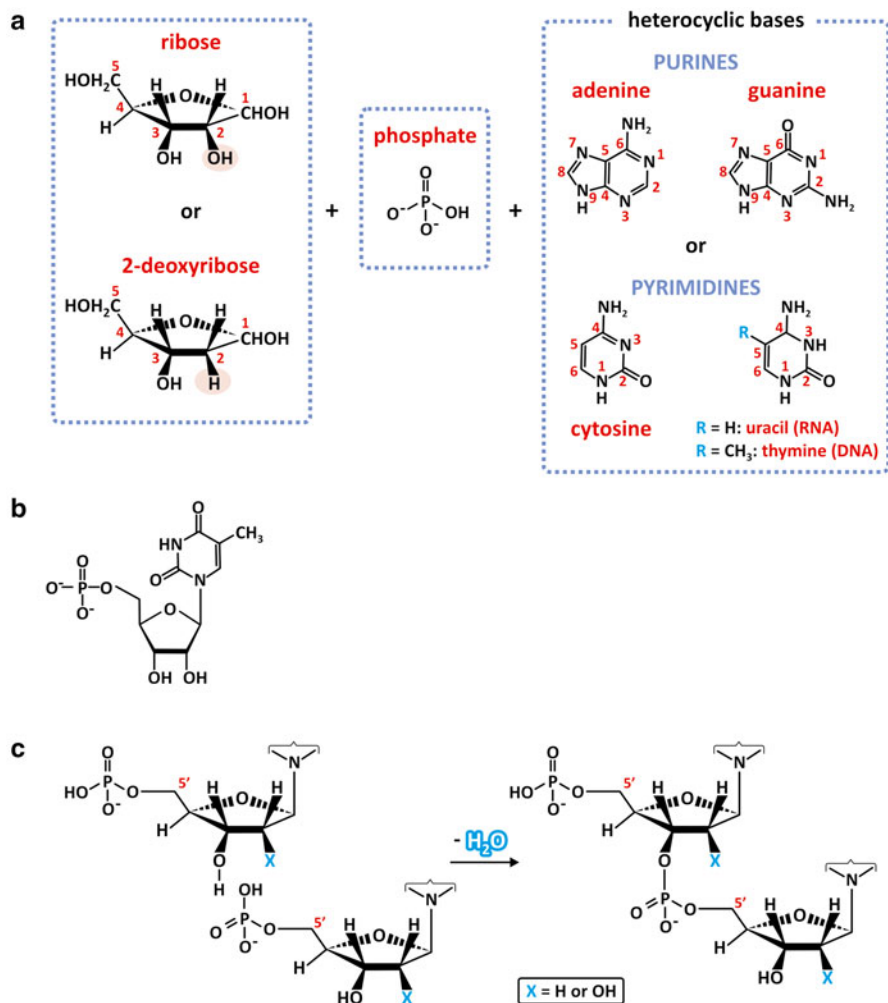 a
heterocyclic bases
ribose
PURINES
adenine
guanine
5
HOH₂C
O
H
H
1
CHOH
4
H
3
2
OH
OH
phosphate
O
O⁻
P
OH
O⁻
NH₂
7
N
6
5
N
1
8
4
2
N
9
H
N
3
O
7
N
6
5
N
1
8
4
2
N
9
H
N
3
NH₂
or
+
+
or
2-deoxyribose
5
HOH₂C
O
H
H
1
CHOH
4
H
3
2
OH
H
PYRIMIDINES
NH₂
4
5
N
3
6
1
N
H
2
O
NH₂
R
4
3
NH
5
6
1
N
H
2
O
cytosine
R = H: uracil (RNA)
R = CH₃: thymine (DNA)
b
O
HN
CH₃
O
N
O
O⁻
P
O
O⁻
O
OH
OH
c
O
HO
P
O
O⁻
5’
O
H
H
N
H
X
O
H
OH
O
P
O
O⁻
5’
O
H
H
N
H
HO
X
- H₂O
O
HO
P
O
O⁻
5’
O
H
H
N
H
X
O
O
P
O
O⁻
5’
O
H
H
N
H
HO
X
X = H or OH